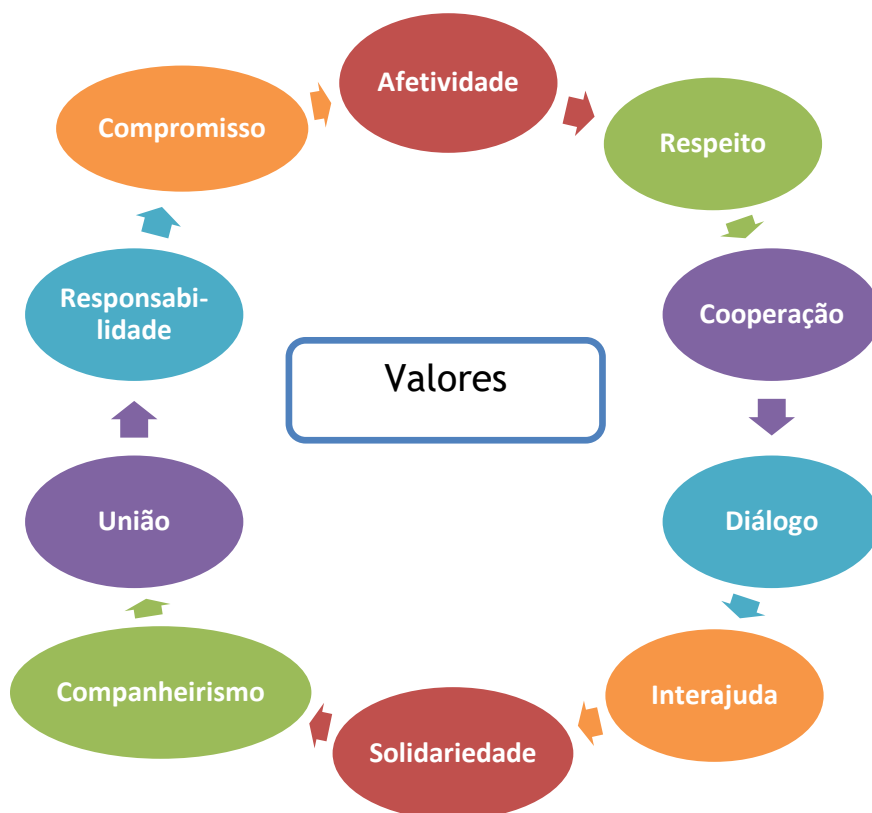 Afetividade
Respeito
Cooperação
Diálogo
Interajuda
Solidariedade
Companheirismo
União
Responsabi-
lidade
Compromisso
Valores